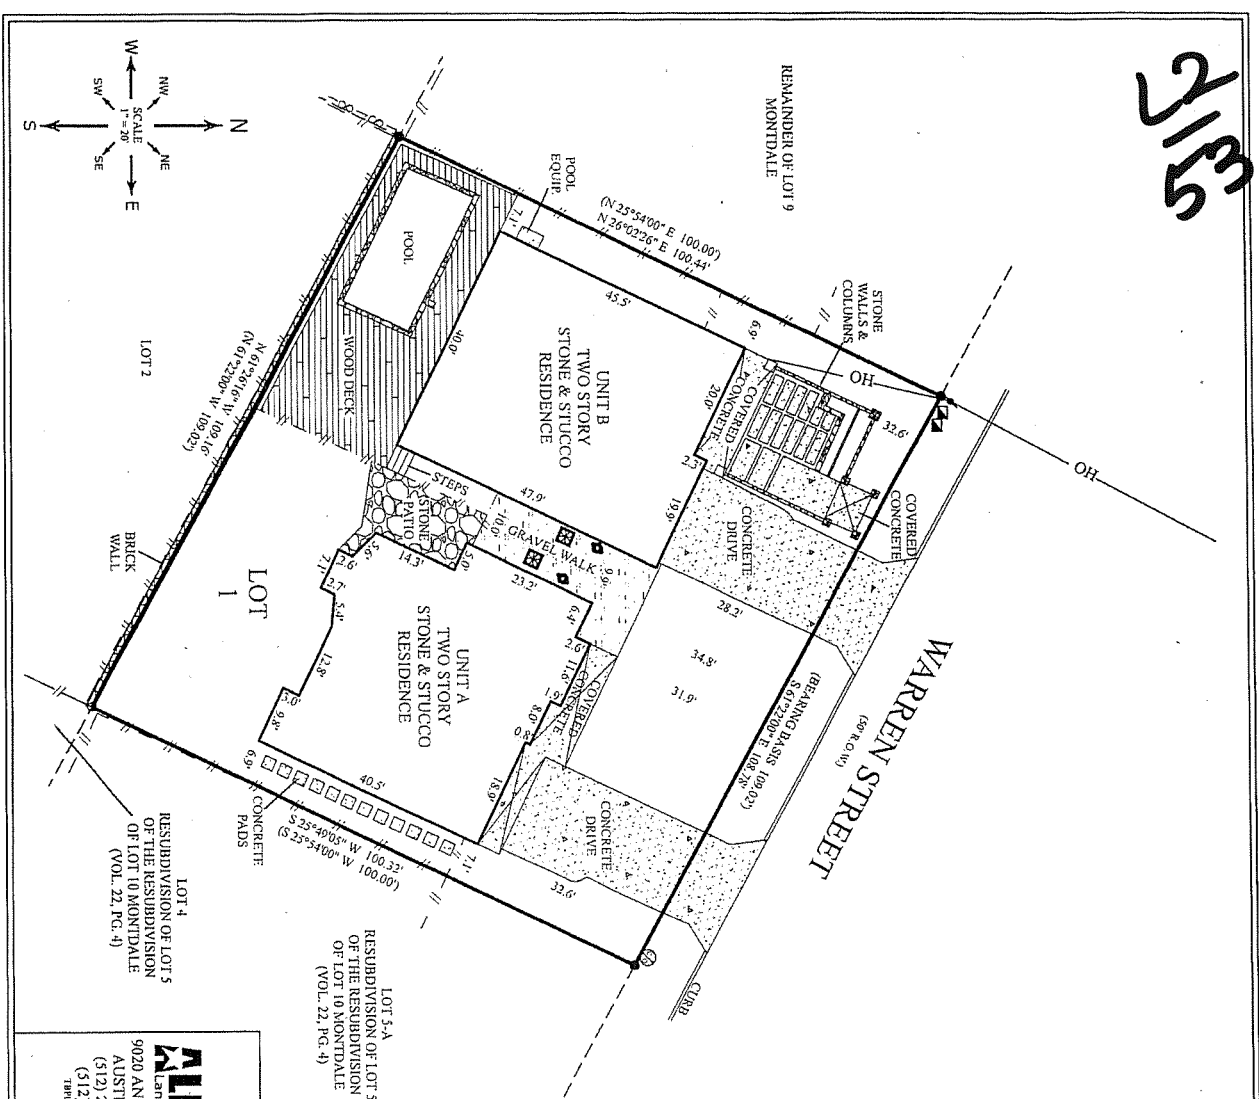 L2
53
N
S
E
W
NW
NE
SW
SE
SCALE
1" = 20'
REMAINDER OF LOT 9
MONTDALE
POOL
EQUIP.
(N 25°54'00" E 100.00')
N 26°02'26" E 100.44'
STONE
WALLS &
COLUMNS
OH
OH
32.6'
7.1'
45.5'
6.9'
POOL
WOOD DECK
40.0'
UNIT B
TWO STORY
STONE & STUCCO
RESIDENCE
20.0'
COVERED
CONCRETE
2.3'
19.9'
COVERED
CONCRETE
CONCRETE
DRIVE
STEPS
47.9'
10.0'
GRAVEL WALK
9.9'
STONE
PATIO
28.2'
34.8'
31.9'
WARREN STREET
(50' R.O.W.)
(BEARING BASIS 109.02')
S 61°22'00" E 108.78'
LOT 2
N 61°26'16" W 109.16'
(N 61°22'00" W 109.02')
BRICK
WALL
LOT
1
5.6'
14.3'
5.0'
23.2'
6.4'
2.6'
11.6'
1.9'
8.0'
0.8'
18.9'
COVERED
CONCRETE
2.6'
7.1'
2.7'
5.4'
12.8'
3.0'
9.8'
6.9'
UNIT A
TWO STORY
STONE & STUCCO
RESIDENCE
40.5'
7.1'
CONCRETE
DRIVE
32.6'
CONCRETE
PADS
S 25°49'05" W 100.32'
(S 25°54'00" W 100.00')
CURB
LOT 4
RESUBDIVISION OF LOT 5
OF THE RESUBDIVISION
OF LOT 10 MONTDALE
(VOL. 22, PG. 4)
LOT 5-A
RESUBDIVISION OF LOT 5
OF THE RESUBDIVISION
OF LOT 10 MONTDALE
(VOL. 22, PG. 4)
9020 AN
AUST
(512)
(512